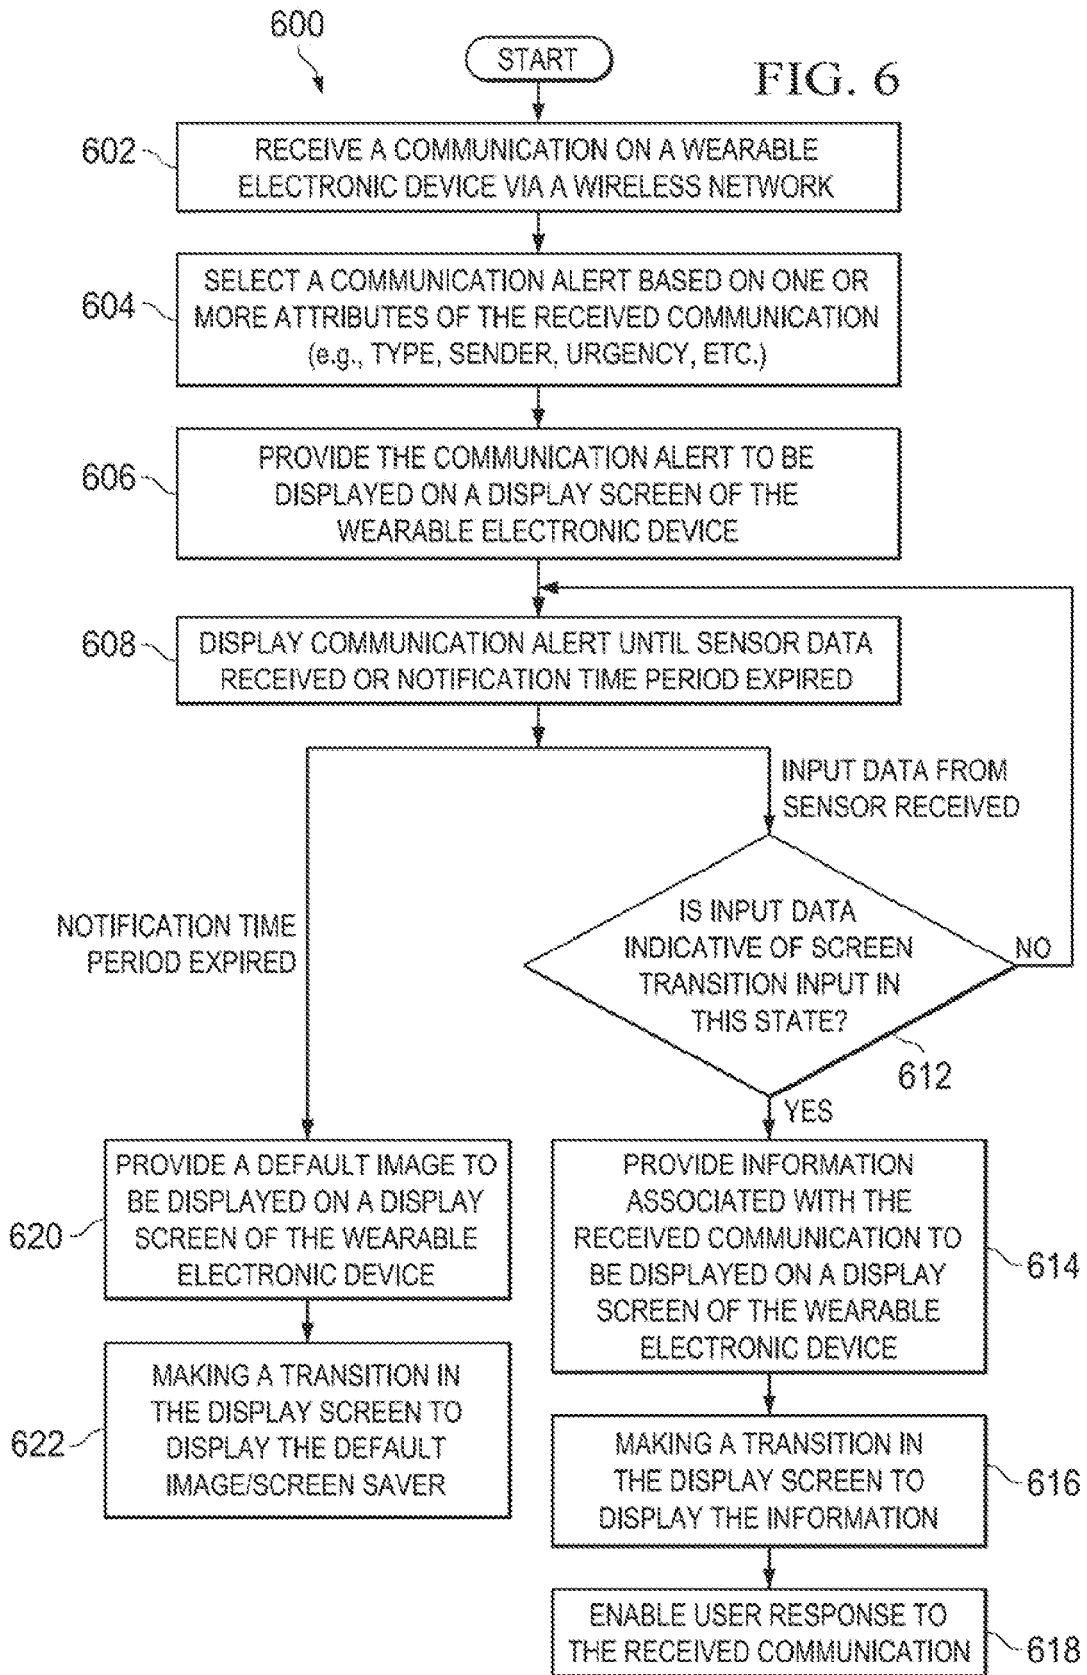 600
START
FIG. 6
602
RECEIVE A COMMUNICATION ON A WEARABLE
ELECTRONIC DEVICE VIA A WIRELESS NETWORK
604
SELECT A COMMUNICATION ALERT BASED ON ONE OR
MORE ATTRIBUTES OF THE RECEIVED COMMUNICATION
(e.g., TYPE, SENDER, URGENCY, ETC.)
606
PROVIDE THE COMMUNICATION ALERT TO BE
DISPLAYED ON A DISPLAY SCREEN OF THE
WEARABLE ELECTRONIC DEVICE
608
DISPLAY COMMUNICATION ALERT UNTIL SENSOR DATA
RECEIVED OR NOTIFICATION TIME PERIOD EXPIRED
INPUT DATA FROM
SENSOR RECEIVED
NOTIFICATION TIME
PERIOD EXPIRED
IS INPUT DATA
INDICATIVE OF SCREEN
TRANSITION INPUT IN
THIS STATE?
NO
612
YES
620
PROVIDE A DEFAULT IMAGE TO
BE DISPLAYED ON A DISPLAY
SCREEN OF THE WEARABLE
ELECTRONIC DEVICE
PROVIDE INFORMATION
ASSOCIATED WITH THE
RECEIVED COMMUNICATION TO
BE DISPLAYED ON A DISPLAY
SCREEN OF THE WEARABLE
ELECTRONIC DEVICE
614
622
MAKING A TRANSITION IN
THE DISPLAY SCREEN TO
DISPLAY THE DEFAULT
IMAGE/SCREEN SAVER
MAKING A TRANSITION IN
THE DISPLAY SCREEN TO
DISPLAY THE INFORMATION
616
ENABLE USER RESPONSE TO
THE RECEIVED COMMUNICATION
618